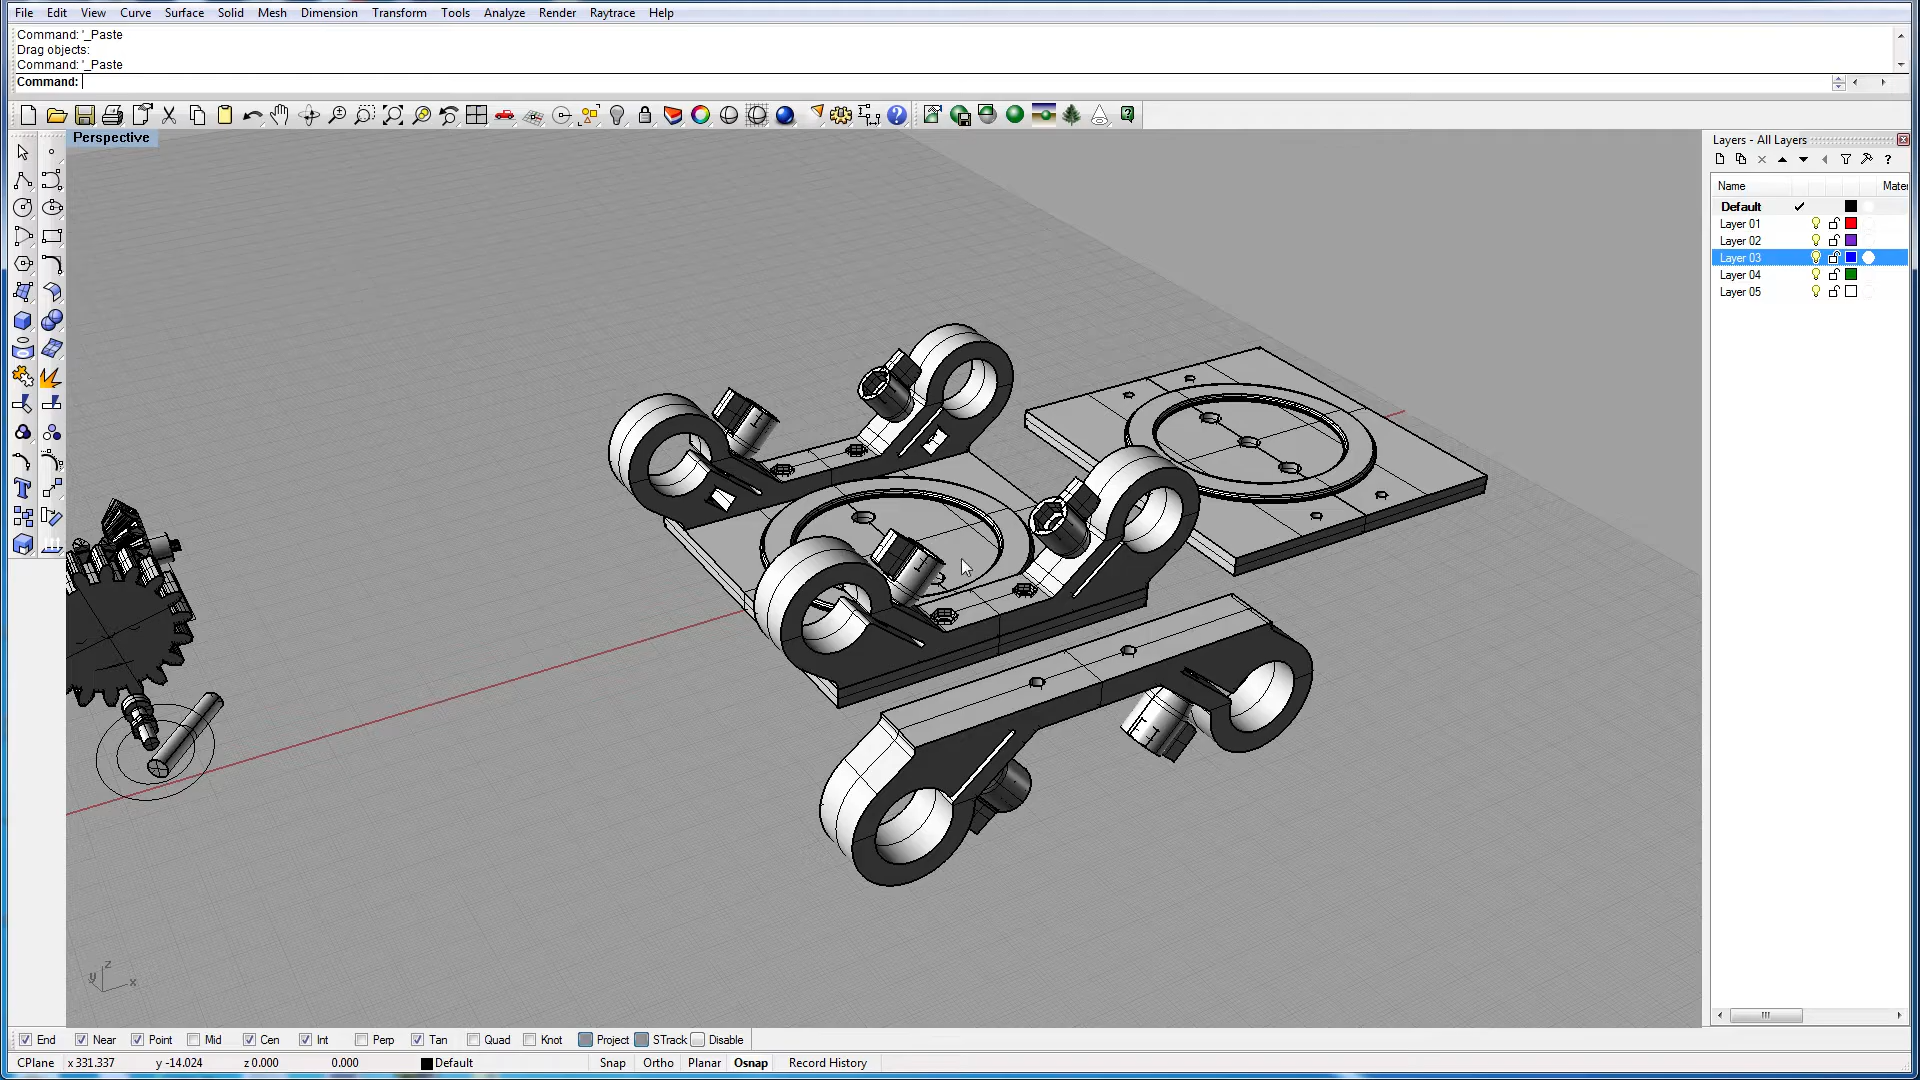 File Edit View Curve Surface Solid Mesh Dimension Transform Tools Analyze Render Raytrace Help
Command: '_Paste
Drag objects:
Command: '_Paste
Command:
Perspective
Layers - All Layers
Name Mater
Default
Layer 01
Layer 02
Layer 03
Layer 04
Layer 05
z
y
x
End Near Point Mid Cen Int Perp Tan Quad Knot Project STrack Disable
CPlane x 331.337 y -14.024 z 0.000 0.000 Default Snap Ortho Planar Osnap Record History